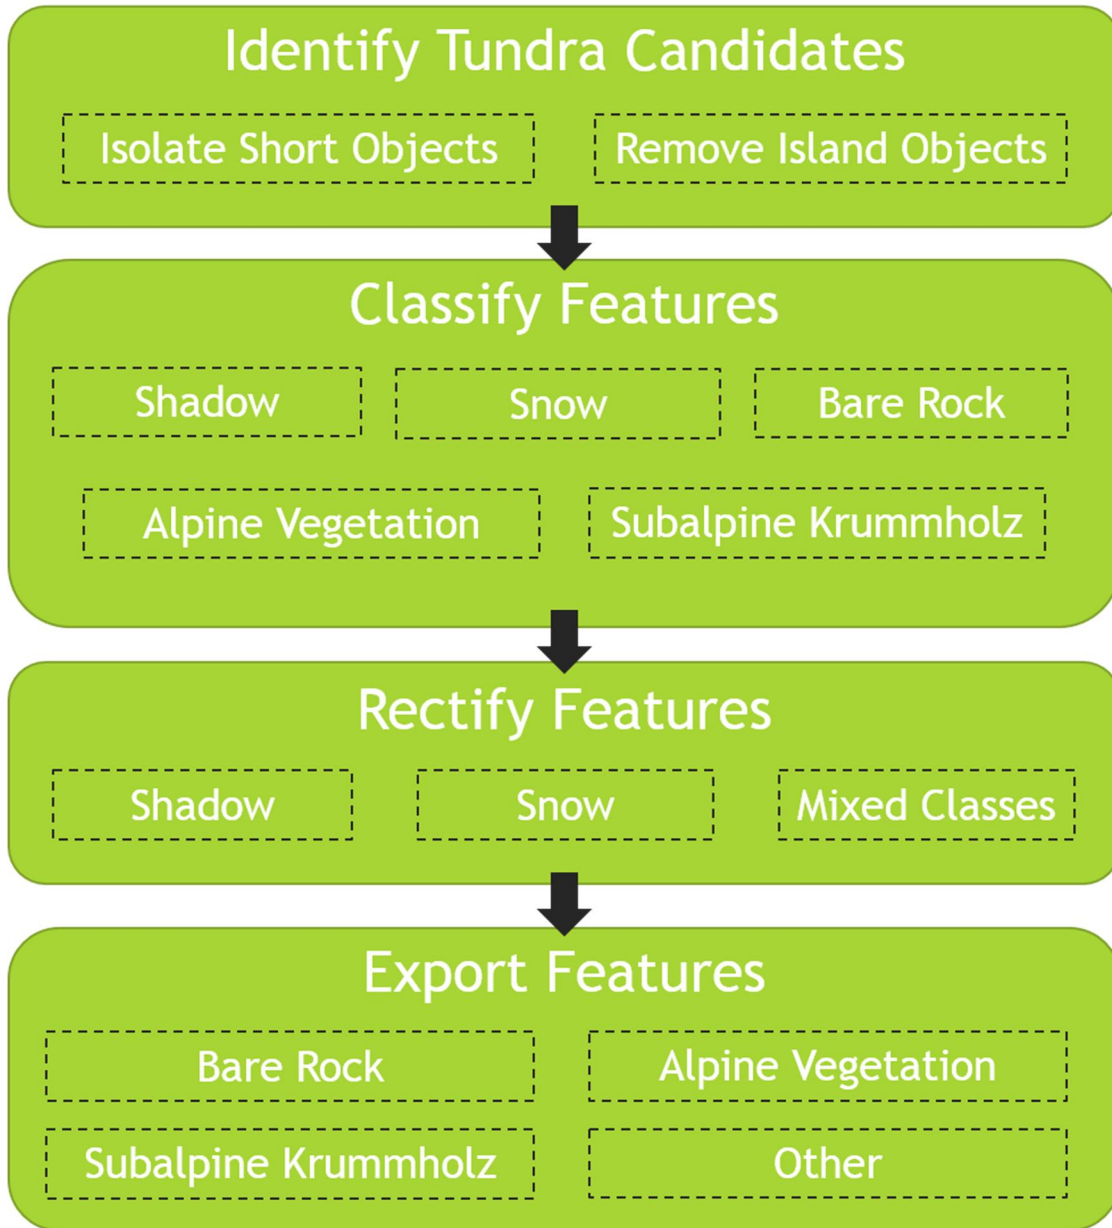 Identify Tundra Candidates
Isolate Short Objects
Remove Island Objects
Classify Features
Shadow
Snow
Bare Rock
Alpine Vegetation
Subalpine Krummholz
Rectify Features
Shadow
Snow
Mixed Classes
Export Features
Bare Rock
Alpine Vegetation
Subalpine Krummholz
Other